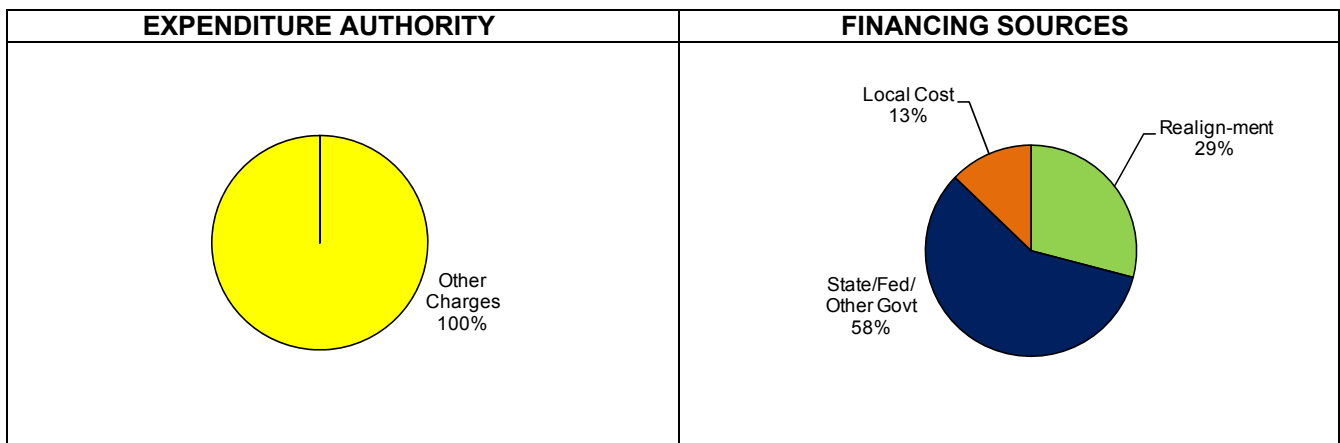 EXPENDITURE AUTHORITY
Other
Charges
100%
FINANCING SOURCES
Local Cost
13%
Realign-ment
29%
State/Fed/
Other Govt
58%